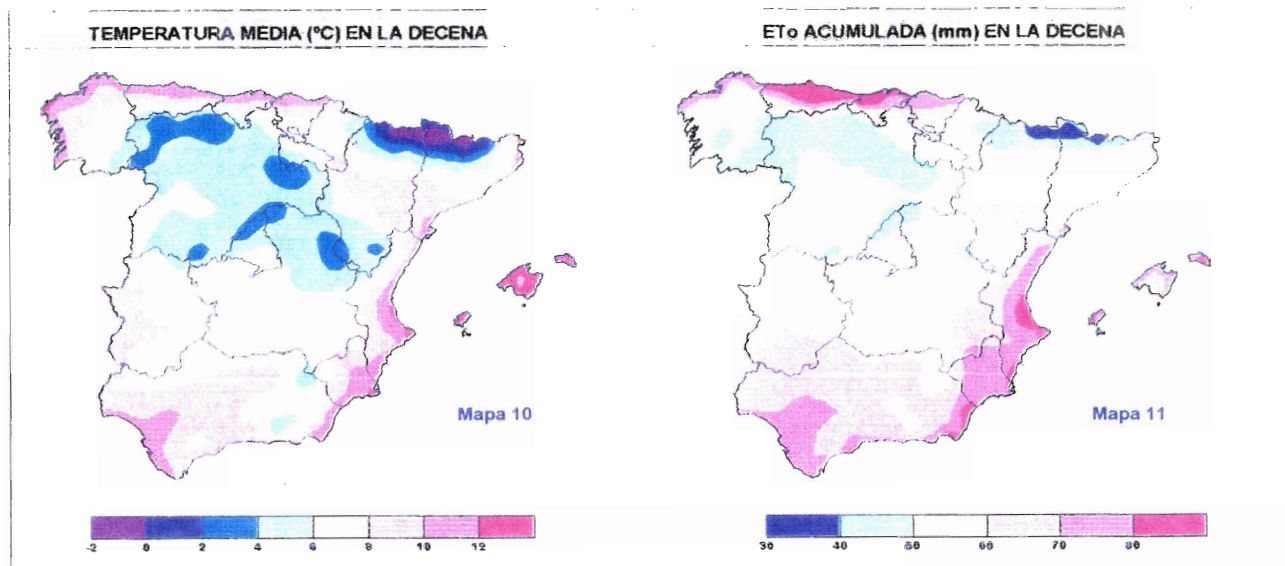 TEMPERATURA MEDIA (ºC) EN LA DECENA
ETo ACUMULADA (mm) EN LA DECENA
Mapa 10
Mapa 11
-2 0 2 4 6 8 10 12
30 40 50 60 70 80